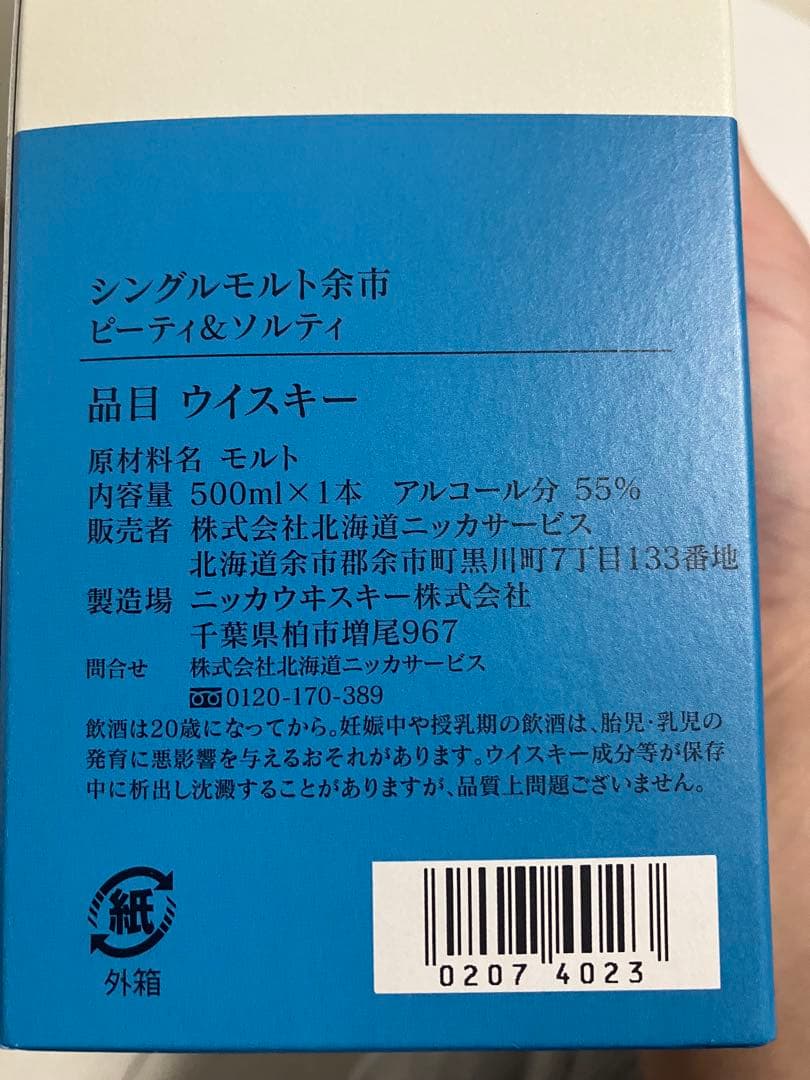 シングルモルト余市
ピーティ&ソルティ
品目 ウイスキー
原材料名 モルト
内容量 500ml×1本 アルコール分 55%
販売者 株式会社北海道ニッカサービス
北海道余市郡余市町黒川町7丁目133番地
製造場 ニッカウヰスキー株式会社
千葉県柏市増尾967
問合せ 株式会社北海道ニッカサービス
0120-170-389
飲酒は20歳になってから。妊娠中や授乳期の飲酒は、胎児・乳児の
発育に悪影響を与えるおそれがあります。ウイスキー成分等が保存
中に析出し沈澱することがありますが、品質上問題ございません。
紙
外箱
0207 4023